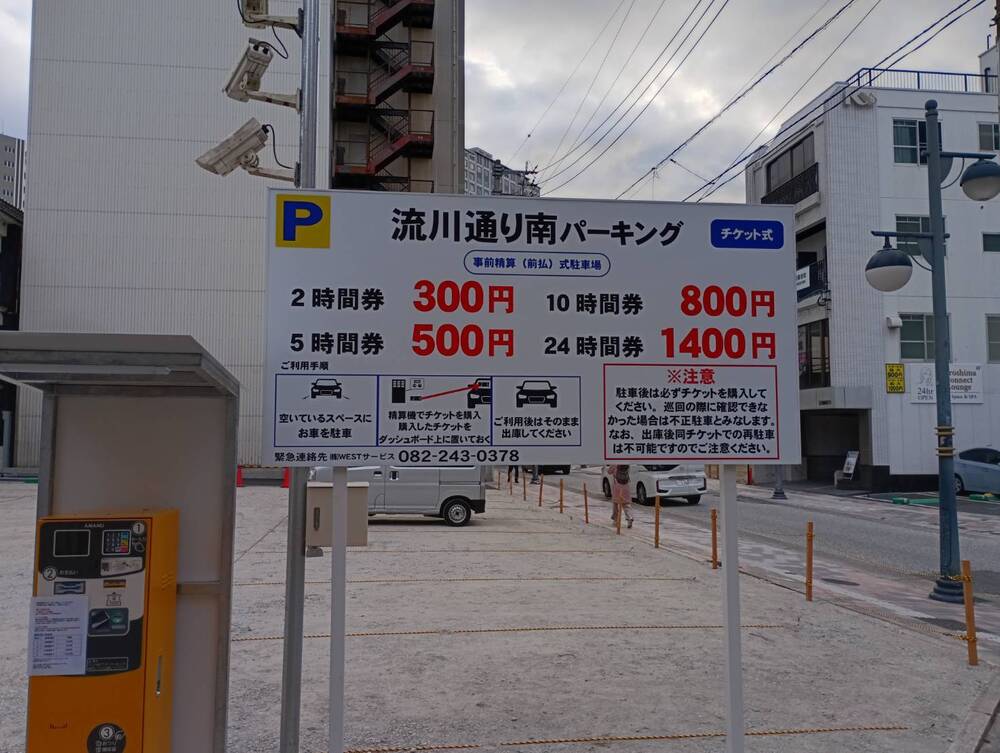 P
流川通り南パーキング
チケット式
事前精算（前払）式駐車場
2 時間券 300円
10 時間券 800円
5 時間券 500円
24 時間券 1400円
ご利用手順
空いているスペースに
お車を駐車
精算機でチケットを購入
購入したチケットを
ダッシュボード上に置いておく
ご利用後はそのまま
出庫してください
※注意
駐車後は必ずチケットを購入して
ください。巡回の際に確認できな
かった場合は不正駐車とみなします。
なお、出庫後同チケットでの再駐車
は不可能ですのでご注意ください。
緊急連絡先 ㈱WESTサービス 082-243-0378
AMANO
①
②
③
24hr
OPEN